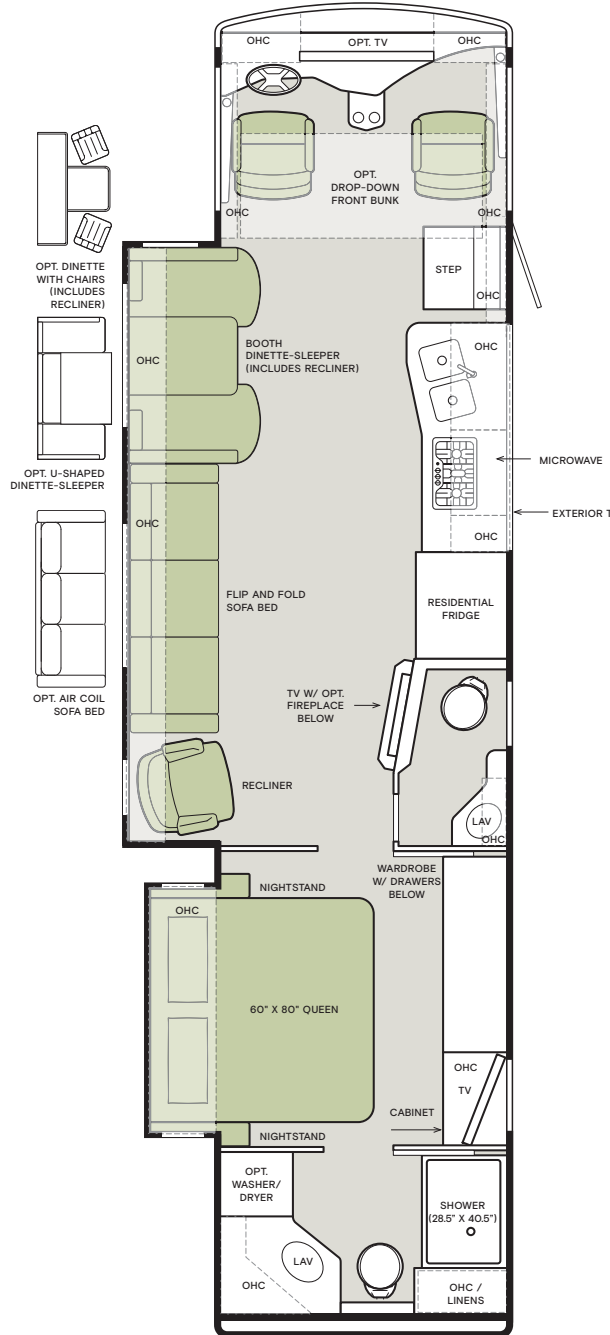 OHC
OPT. TV
OHC
OPT.
DROP-DOWN
FRONT BUNK
OHC
OHC
STEP
OHC
OPT. DINETTE
WITH CHAIRS
(INCLUDES
RECLINER)
OHC
BOOTH
DINETTE-SLEEPER
(INCLUDES RECLINER)
OHC
MICROWAVE
OPT. U-SHAPED
DINETTE-SLEEPER
EXTERIOR T
OHC
OHC
FLIP AND FOLD
SOFA BED
RESIDENTIAL
FRIDGE
OPT. AIR COIL
SOFA BED
TV W/ OPT.
FIREPLACE
BELOW
RECLINER
LAV
OHC
WARDROBE
W/ DRAWERS
BELOW
NIGHTSTAND
OHC
60" X 80" QUEEN
OHC
TV
CABINET
NIGHTSTAND
OPT.
WASHER/
DRYER
SHOWER
(28.5" X 40.5")
LAV
OHC
OHC /
LINENS